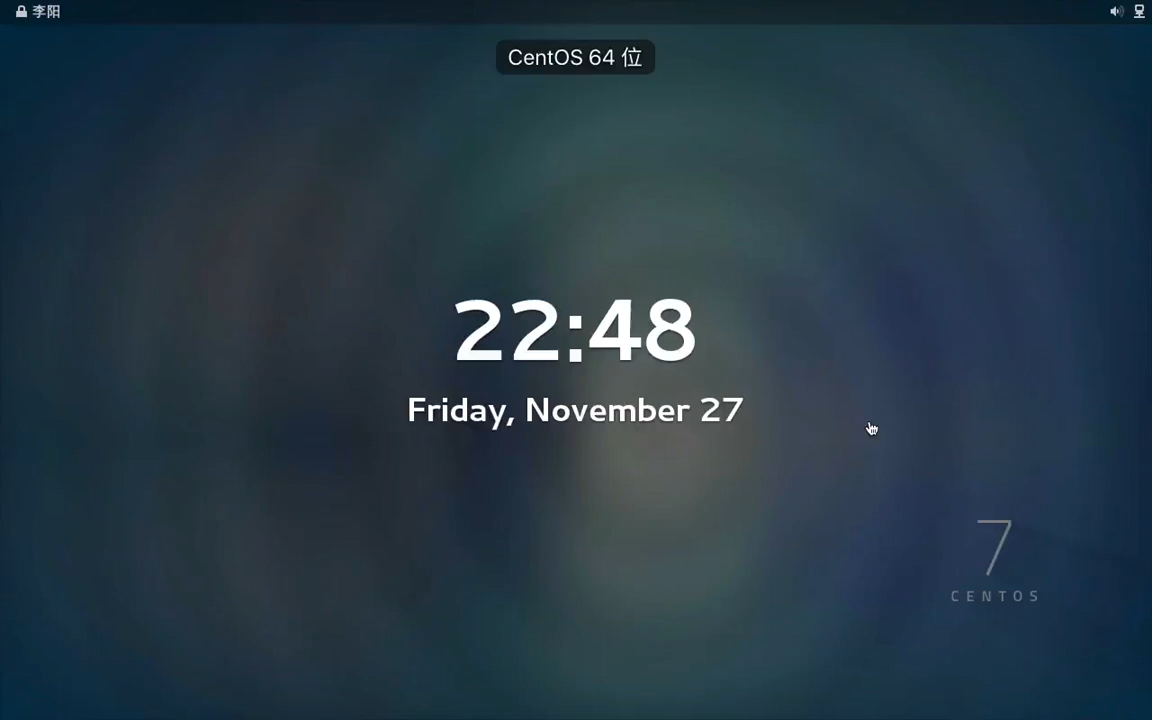 李阳
CentOS 64 位
22:48
Friday, November 27
7
CENTOS